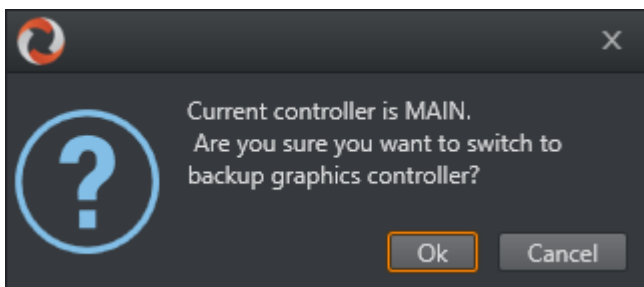 Current controller is MAIN.
Are you sure you want to switch to
backup graphics controller?
Ok
Cancel